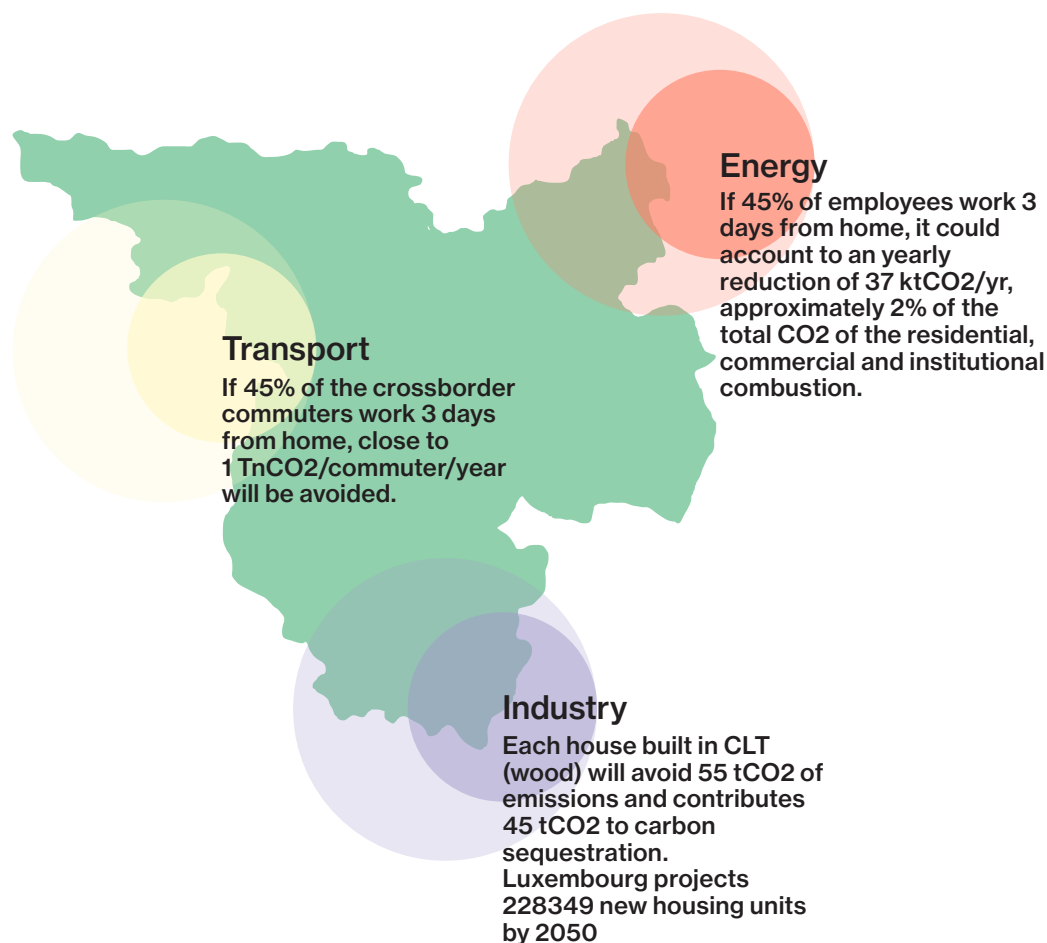 Energy
If 45% of employees work 3
days from home, it could
account to an yearly
reduction of 37 ktCO2/yr,
approximately 2% of the
total CO2 of the residential,
commercial and institutional
combustion.
Transport
If 45% of the crossborder
commuters work 3 days
from home, close to
1 TnCO2/commuter/year
will be avoided.
Industry
Each house built in CLT
(wood) will avoid 55 tCO2 of
emissions and contributes
45 tCO2 to carbon
sequestration.
Luxembourg projects
228349 new housing units
by 2050